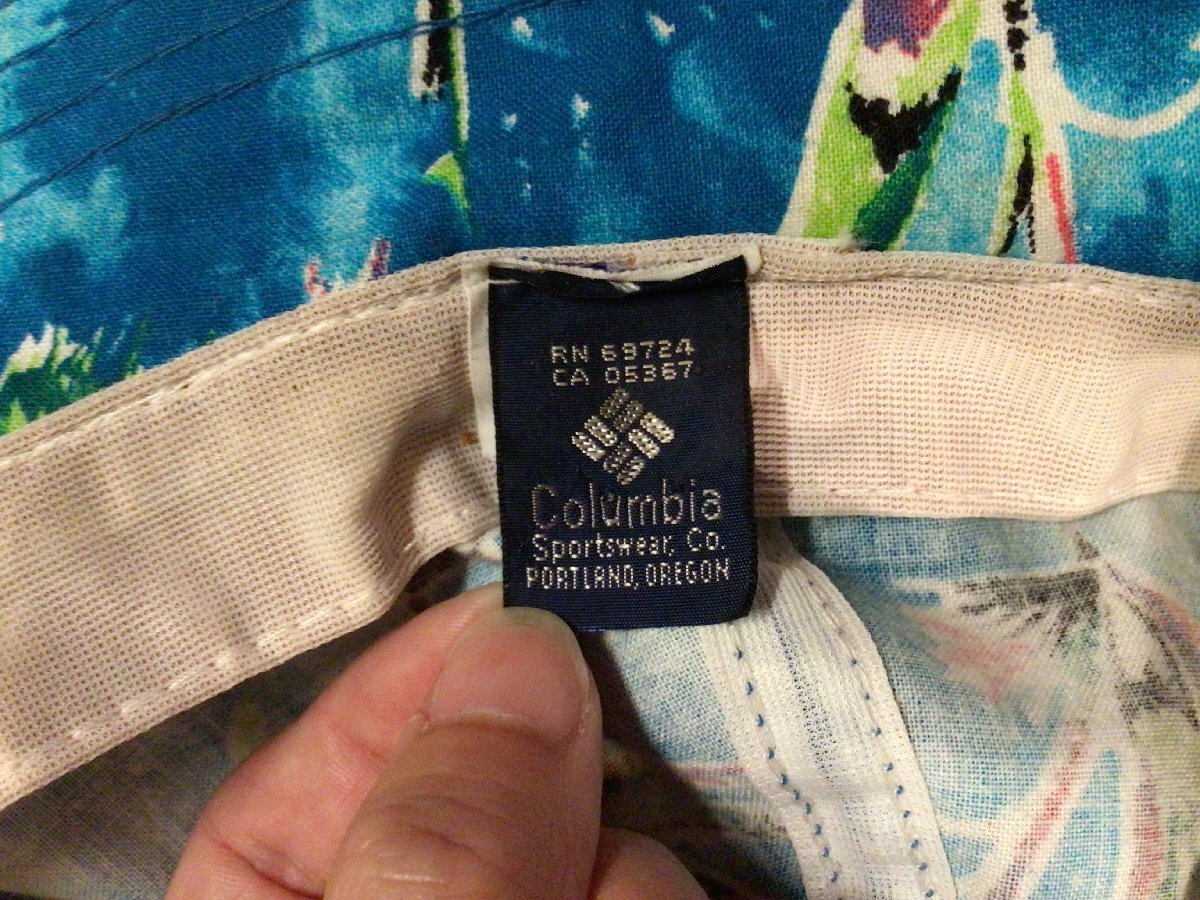 RN 69724
CA 05367
Columbia
Sportswear, Co.
PORTLAND, OREGON